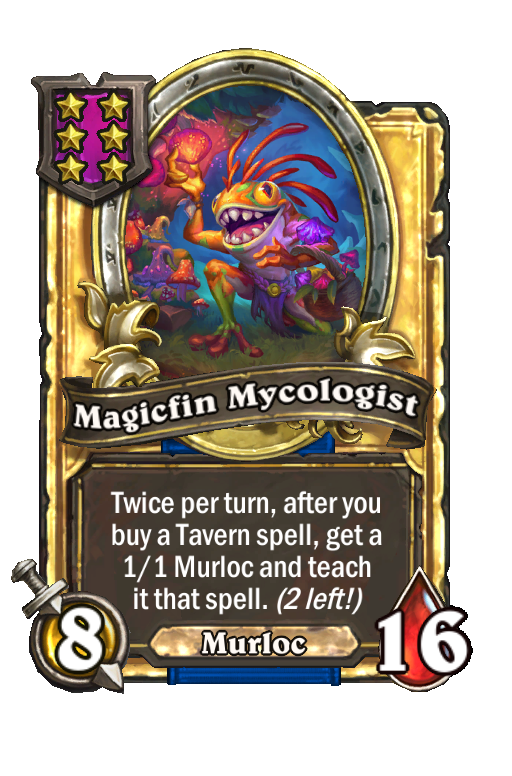 Magicfin Mycologist
Twice per turn, after you
buy a Tavern spell, get a
1/1 Murloc and teach
it that spell. (2 left!)
8
Murloc
16